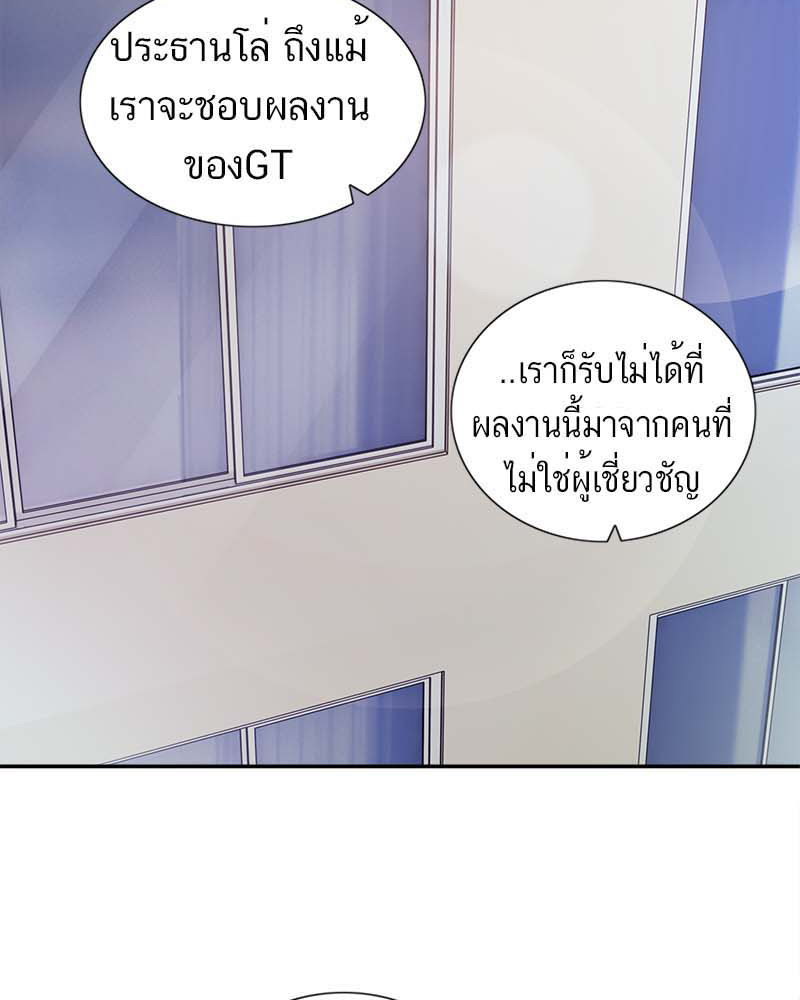 ประธานโล่ ถึงแม้
เราจะชอบผลงาน
ของGT
..เราก็รับไม่ได้ที่
ผลงานนี้มาจากคนที่
ไม่ใช่ผู้เชี่ยวชัญ